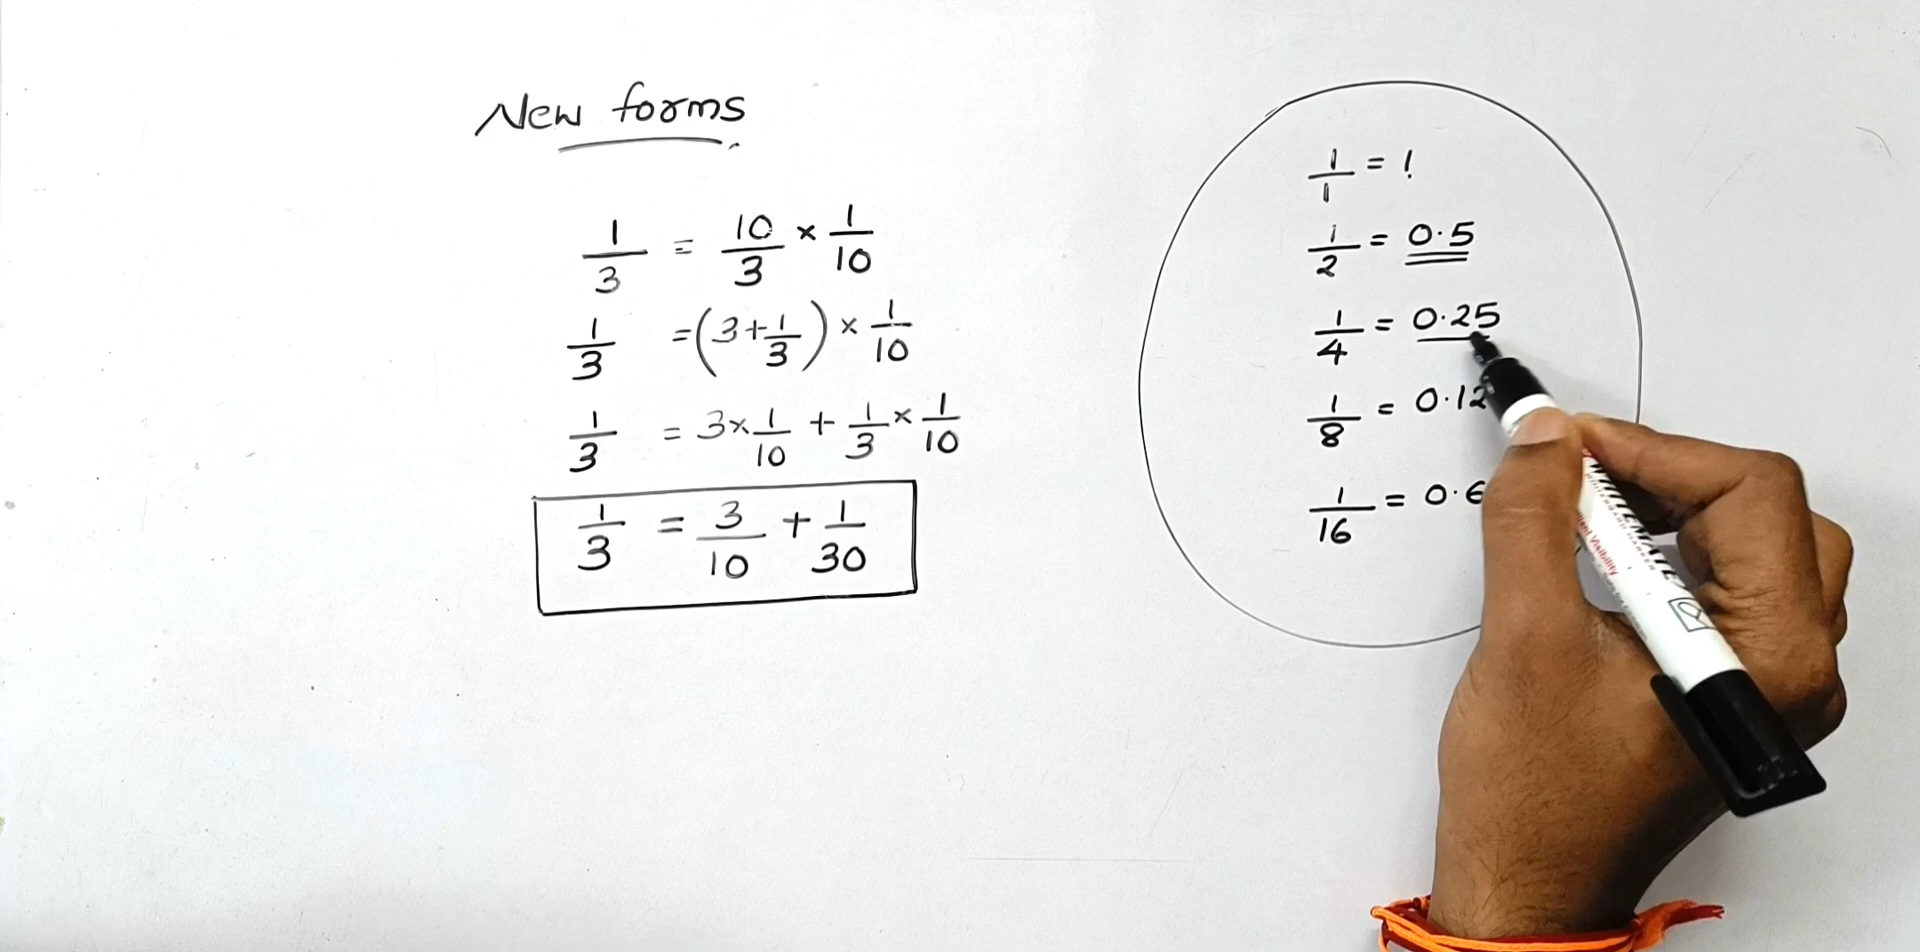 New forms
1/3 = 10/3 × 1/10
1/3 = (3+1/3) × 1/10
1/3 = 3×1/10 + 1/3×1/10
1/3 = 3/10 + 1/30
1/1 = !
1/2 = 0.5
1/4 = 0.25
1/8 = 0.12
1/16 = 0.6
WHITEMATE